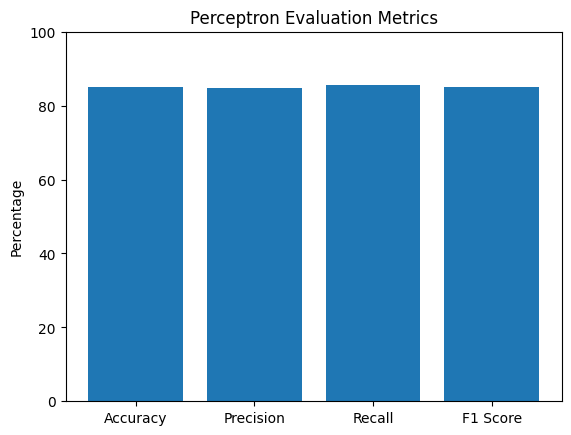 Perceptron Evaluation Metrics
100
80
60
40
20
0
Percentage
Accuracy Precision Recall F1 Score